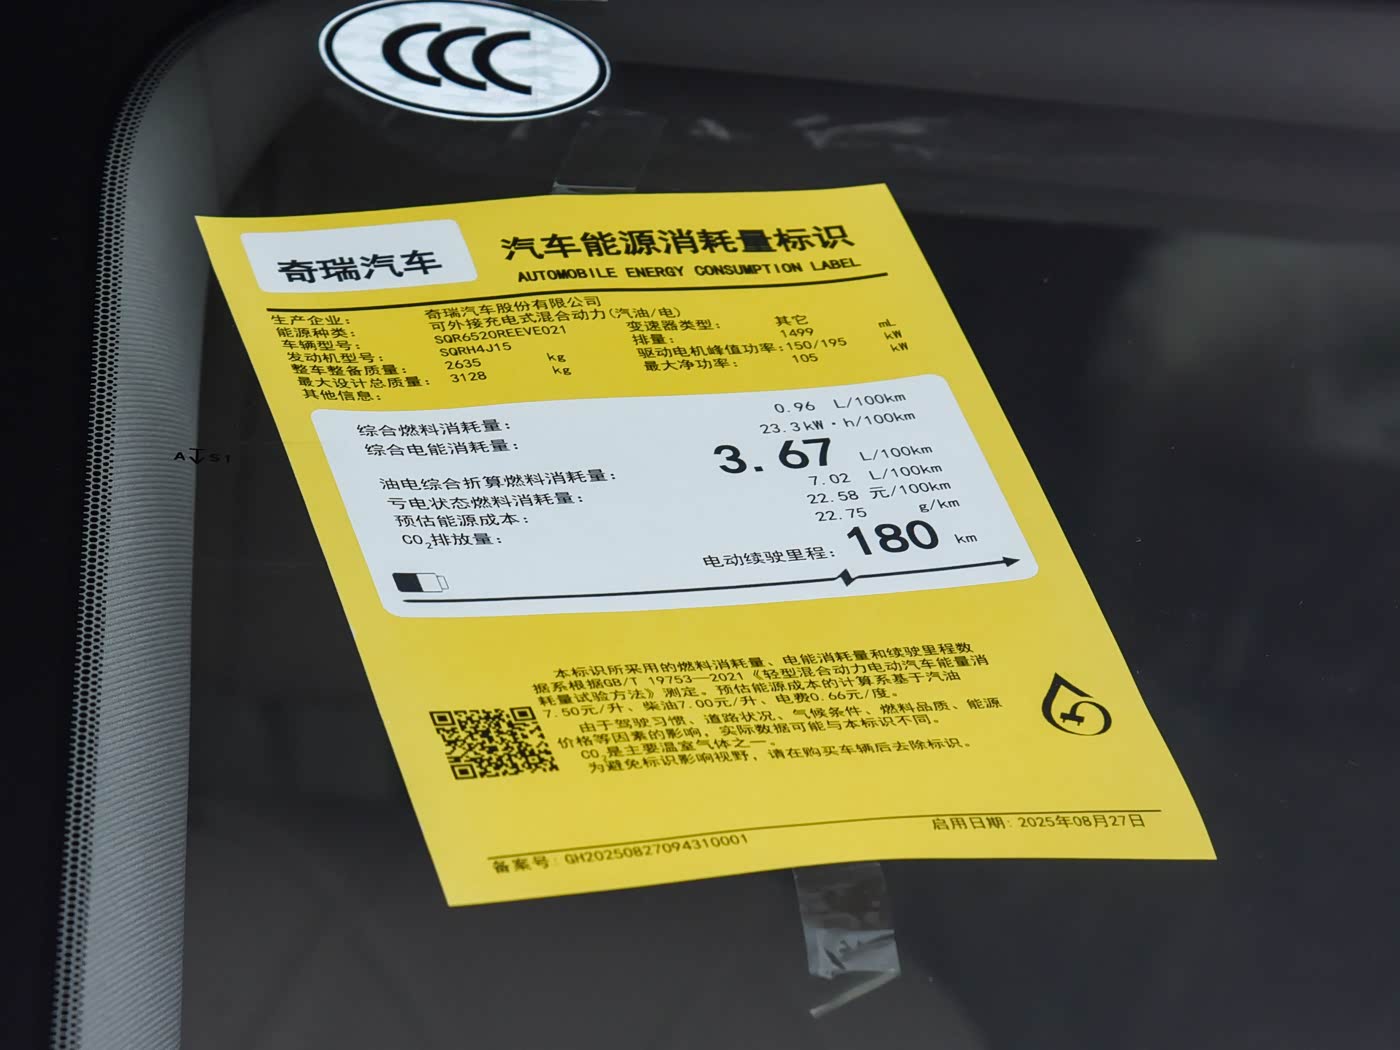 CCC
奇瑞汽车
汽车能源消耗量标识
AUTOMOBILE ENERGY CONSUMPTION LABEL
生产企业: 奇瑞汽车股份有限公司
能源种类: 可外接充电式混合动力(汽油/电)
车辆型号: SQR6520REEVE021 变速器类型: 其它
发动机型号: SQRH4J15 排量: 1499 mL
整车整备质量: 2635 kg 驱动电机峰值功率: 150/195 kW
最大设计总质量: 3128 kg 最大净功率: 105 kW
其他信息:
综合燃料消耗量: 0.96 L/100km
综合电能消耗量: 23.3 kW·h/100km
油电综合折算燃料消耗量: 3.67 L/100km
亏电状态燃料消耗量: 7.02 L/100km
预估能源成本: 22.58 元/100km
CO₂排放量: 22.75 g/km
电动续驶里程: 180 km
本标识所采用的燃料消耗量、电能消耗量和续驶里程数
据系根据GB/T 19753—2021《轻型混合动力电动汽车能量消
耗量试验方法》测定。预估能源成本的计算系基于汽油
7.50元/升、柴油7.00元/升、电费0.66元/度。
由于驾驶习惯、道路状况、气候条件、燃料品质、能源
价格等因素的影响，实际数据可能与本标识不同。
CO₂是主要温室气体之一。
为避免标识影响视野，请在购买车辆后去除标识。
备案号: GH20250827094310001
启用日期: 2025年08月27日